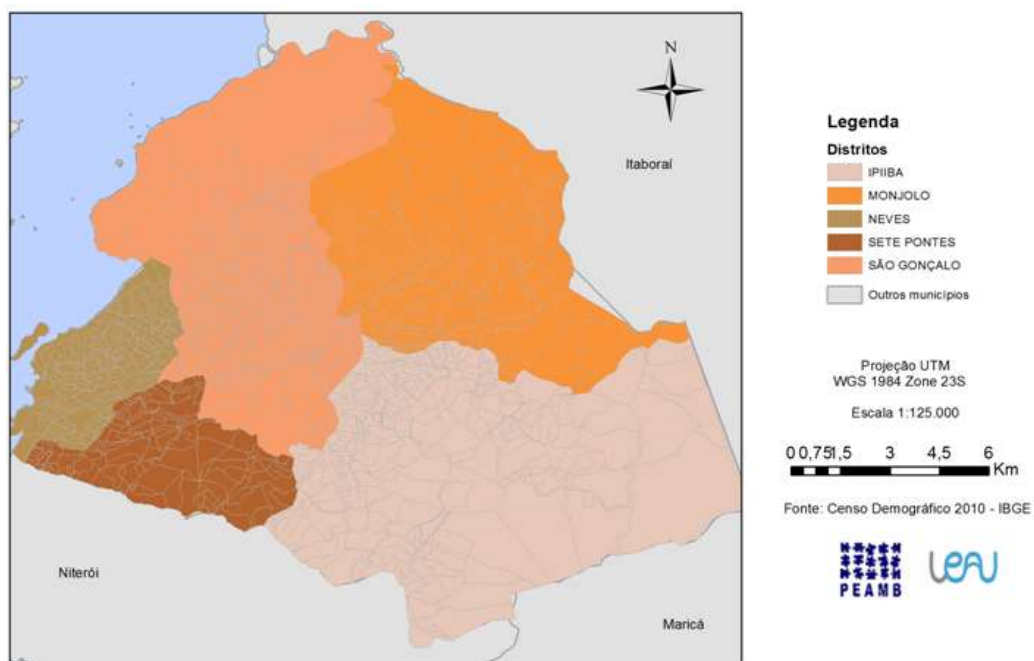 N
Itaboraí
Niterói
Maricá
Legenda
Distritos
IPIIBA
MONJOLO
NEVES
SETE PONTES
SÃO GONÇALO
Outros municípios
Projeção UTM
WGS 1984 Zone 23S
Escala 1:125.000
0 0,75 1,5 3 4,5 6
Km
Fonte: Censo Demográfico 2010 - IBGE
PEAMB